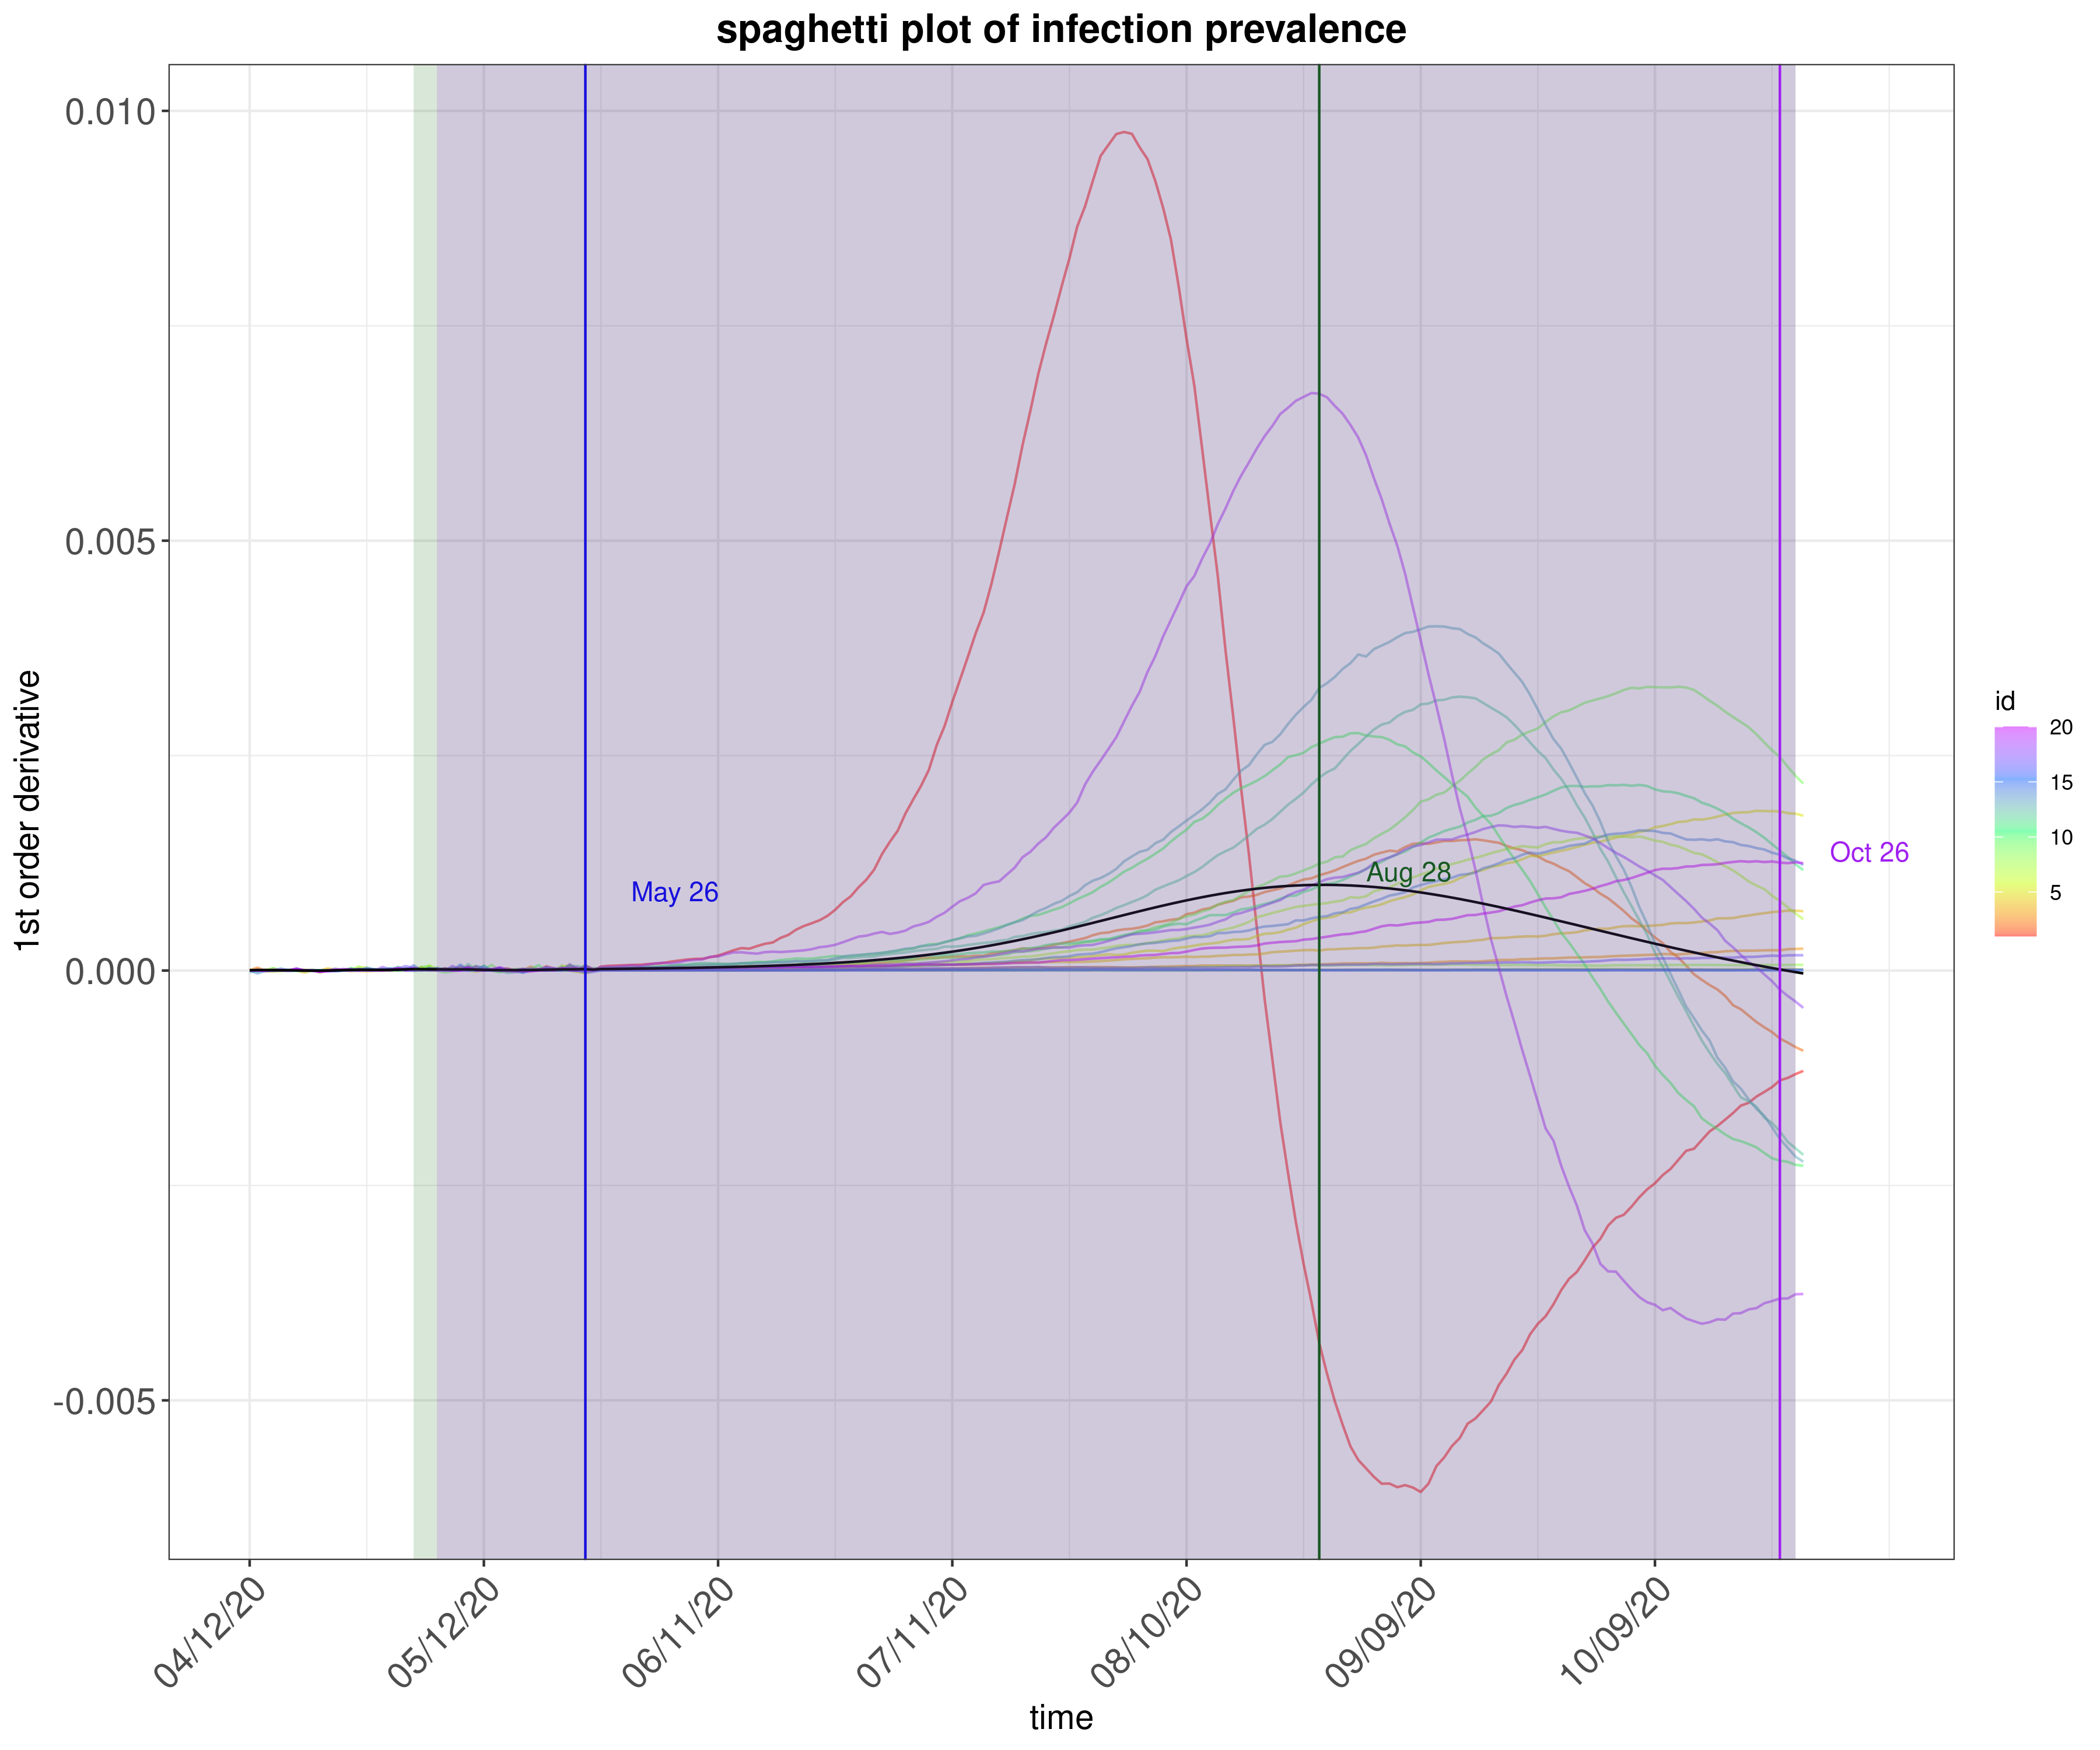 spaghetti plot of infection prevalence
0.010
0.005
0.000
-0.005
1st order derivative
May 26
Aug 28
Oct 26
04/12/20
05/12/20
06/11/20
07/11/20
08/10/20
09/09/20
10/09/20
time
id
20
15
10
5